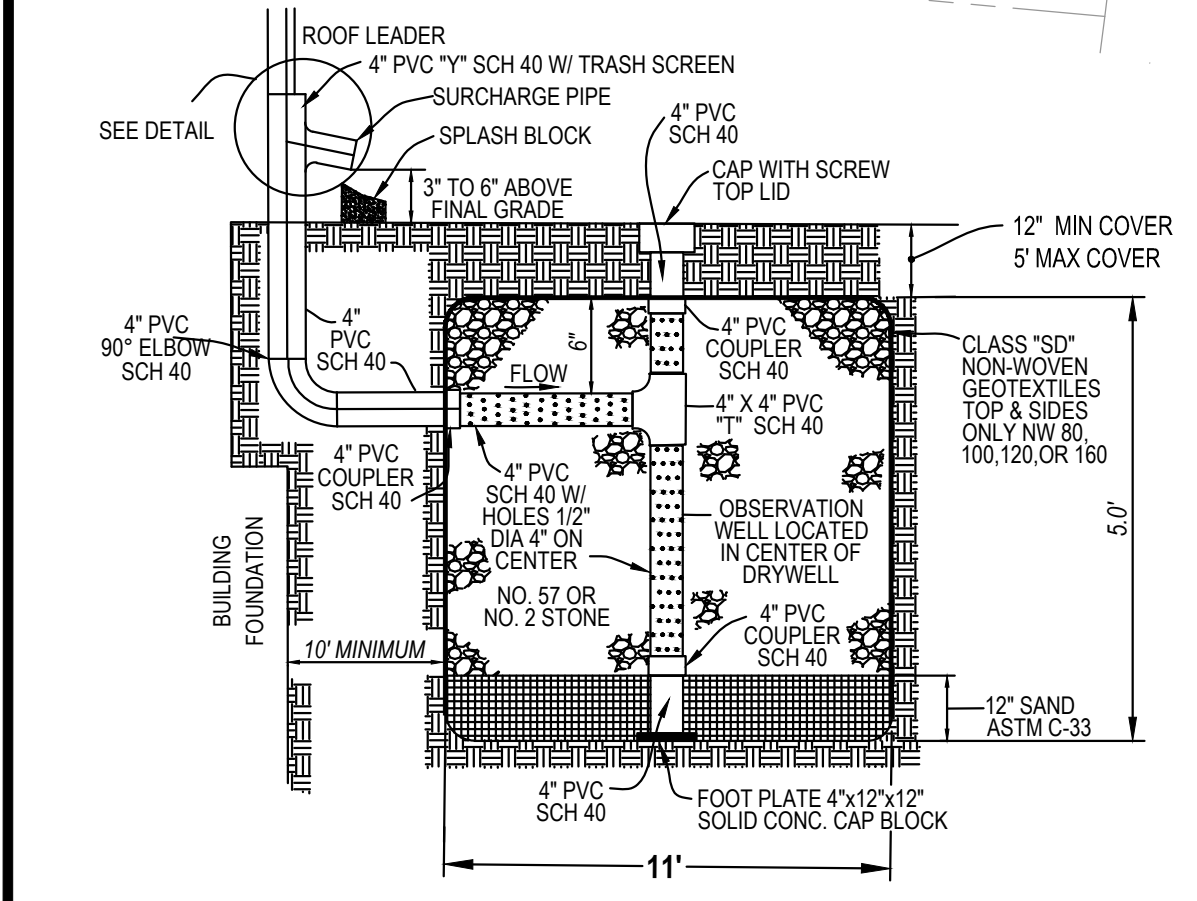 ROOF LEADER
4" PVC "Y" SCH 40 W/ TRASH SCREEN
SURCHARGE PIPE
SPLASH BLOCK
SEE DETAIL
3" TO 6" ABOVE
FINAL GRADE
4" PVC
SCH 40
CAP WITH SCREW
TOP LID
12" MIN COVER
5' MAX COVER
4" PVC
90° ELBOW
SCH 40
4"
PVC
SCH 40
FLOW
6"
4" PVC
COUPLER
SCH 40
CLASS "SD"
NON-WOVEN
GEOTEXTILES
TOP & SIDES
ONLY NW 80,
100,120,OR 160
4" X 4" PVC
"T" SCH 40
4" PVC
COUPLER
SCH 40
4" PVC
SCH 40 W/
HOLES 1/2"
DIA 4" ON
CENTER
NO. 57 OR
NO. 2 STONE
OBSERVATION
WELL LOCATED
IN CENTER OF
DRYWELL
5.0'
BUILDING
FOUNDATION
10' MINIMUM
4" PVC
COUPLER
SCH 40
12" SAND
ASTM C-33
4" PVC
SCH 40
FOOT PLATE 4"x12"x12"
SOLID CONC. CAP BLOCK
11'